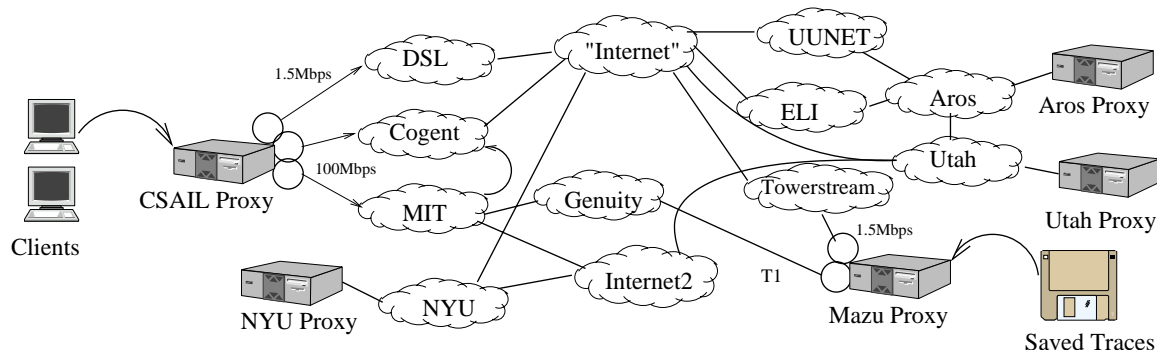 DSL
"Internet"
UUNET
1.5Mbps
ELI
Aros
Aros Proxy
Cogent
100Mbps
Utah
CSAIL Proxy
MIT
Genuity
Towerstream
Utah Proxy
Clients
1.5Mbps
Internet2
T1
NYU
NYU Proxy
Mazu Proxy
Saved Traces